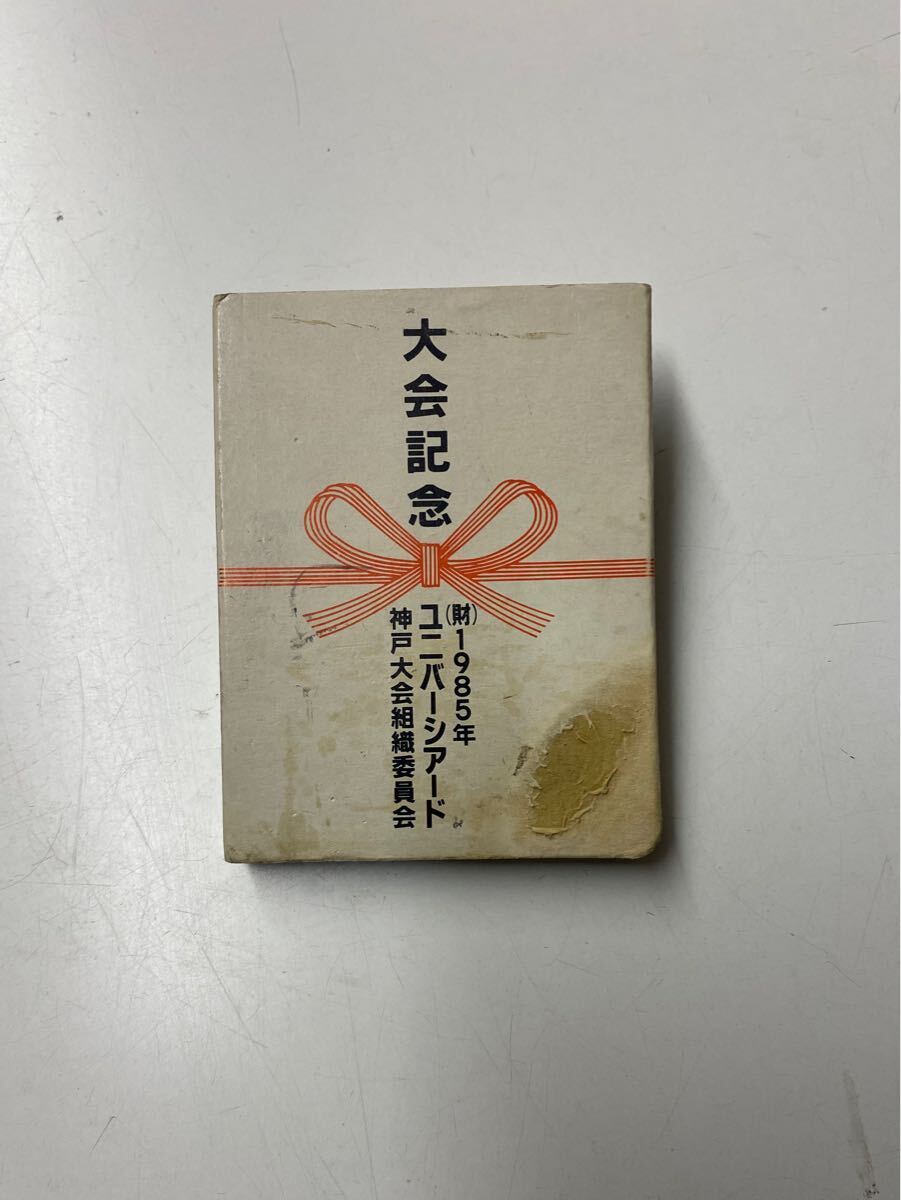 大会記念
(財)1985年
ユニバーシアード
神戸大会組織委員会